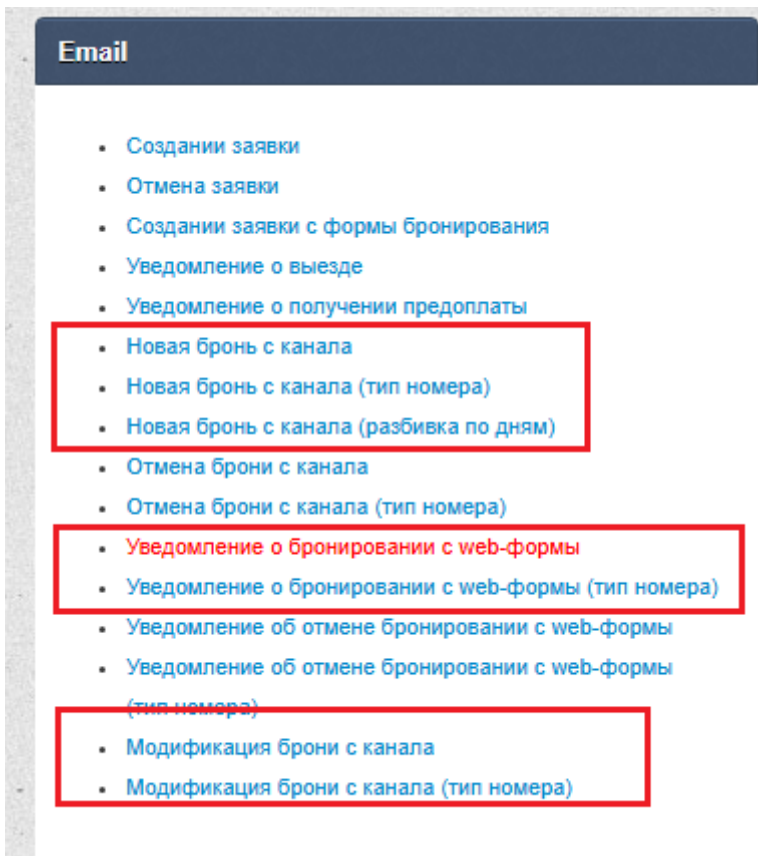 Email
Создании заявки
Отмена заявки
Создании заявки с формы бронирования
Уведомление о выезде
Уведомление о получении предоплаты
Новая бронь с канала
Новая бронь с канала (тип номера)
Новая бронь с канала (разбивка по дням)
Отмена брони с канала
Отмена брони с канала (тип номера)
Уведомление о бронировании с web-формы
Уведомление о бронировании с web-формы (тип номера)
Уведомление об отмене бронировании с web-формы
Уведомление об отмене бронировании с web-формы
(тип номера)
Модификация брони с канала
Модификация брони с канала (тип номера)